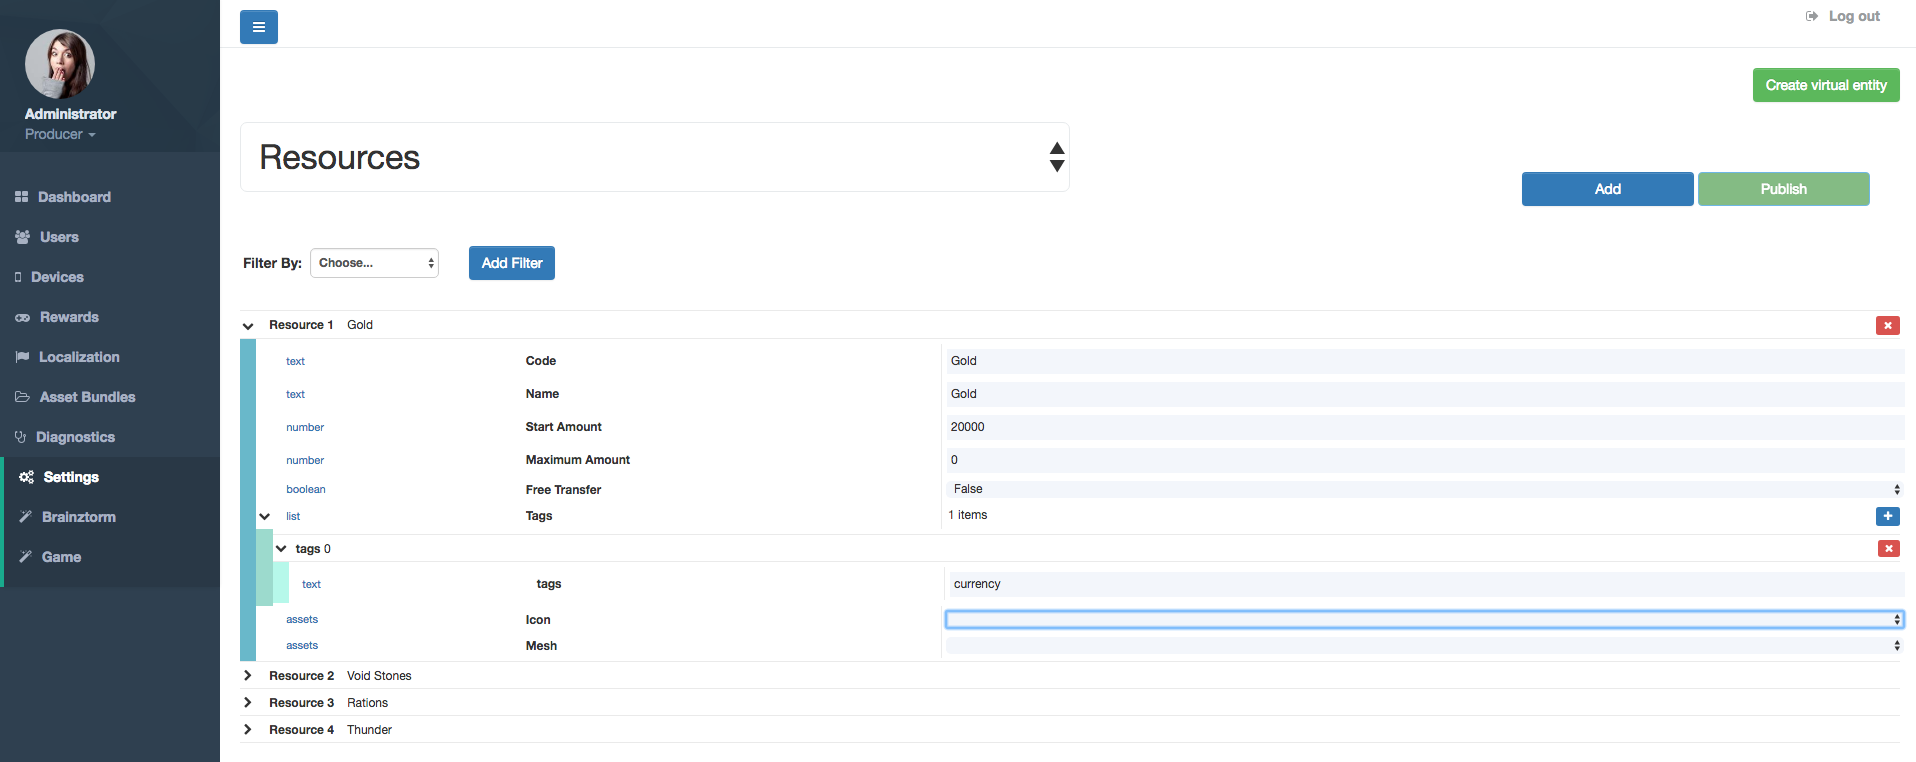 Log out
Administrator
Producer
Dashboard
Users
Devices
Rewards
Localization
Asset Bundles
Diagnostics
Settings
Brainztorm
Game
Create virtual entity
Resources
Add Publish
Filter By: Choose... Add Filter
Resource 1 Gold
text Code Gold
text Name Gold
number Start Amount 20000
number Maximum Amount 0
boolean Free Transfer False
list Tags 1 items
tags 0
text tags currency
assets Icon
assets Mesh
Resource 2 Void Stones
Resource 3 Rations
Resource 4 Thunder